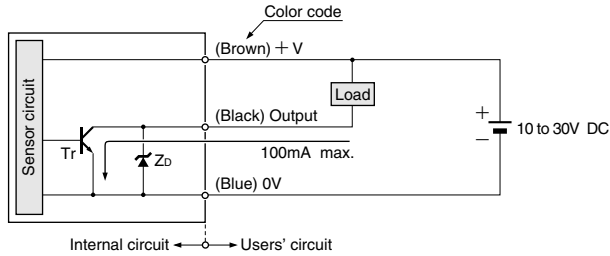 Color code
(Brown) + V
Sensor circuit
Load
(Black) Output
+
10 to 30V DC
−
Tr
ZD
100mA max.
(Blue) 0V
Internal circuit
Users' circuit